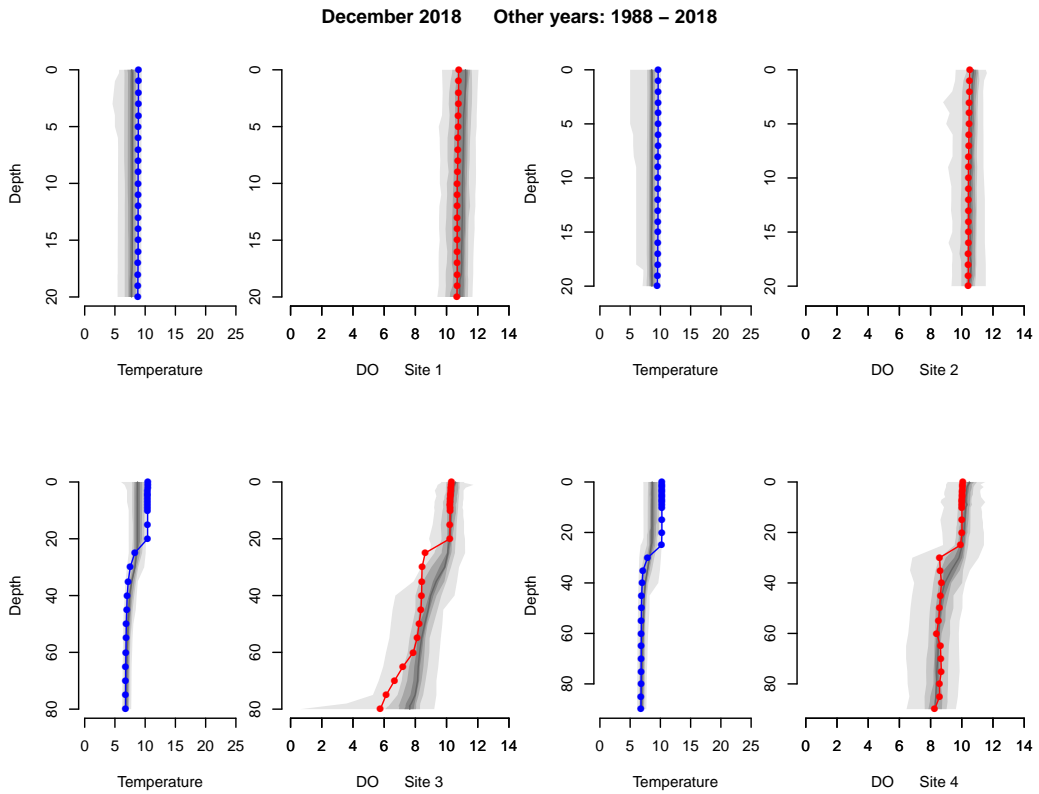 December 2018 Other years: 1988 − 2018
0 5 10 15 20
Depth
0 5 10 15 20 25
Temperature
0 5 10 15 20
0 2 4 6 8 10 12 14
DO Site 1
0 5 10 15 20
Depth
0 5 10 15 20 25
Temperature
0 5 10 15 20
0 2 4 6 8 10 12 14
DO Site 2
0 20 40 60 80
Depth
0 5 10 15 20 25
Temperature
0 20 40 60 80
0 2 4 6 8 10 12 14
DO Site 3
0 20 40 60 80
Depth
0 5 10 15 20 25
Temperature
0 20 40 60 80
0 2 4 6 8 10 12 14
DO Site 4